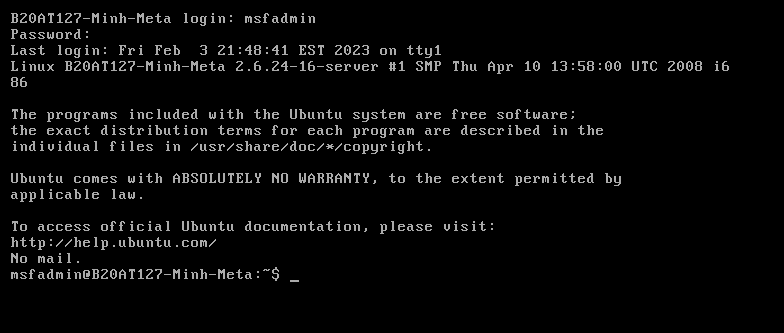 B20AT127-Minh-Meta login: msfadmin
Password:
Last login: Fri Feb  3 21:48:41 EST 2023 on tty1
Linux B20AT127-Minh-Meta 2.6.24-16-server #1 SMP Thu Apr 10 13:58:00 UTC 2008 i6
86
The programs included with the Ubuntu system are free software;
the exact distribution terms for each program are described in the
individual files in /usr/share/doc/*/copyright.
Ubuntu comes with ABSOLUTELY NO WARRANTY, to the extent permitted by
applicable law.
To access official Ubuntu documentation, please visit:
http://help.ubuntu.com/
No mail.
msfadmin@B20AT127-Minh-Meta:~$ _